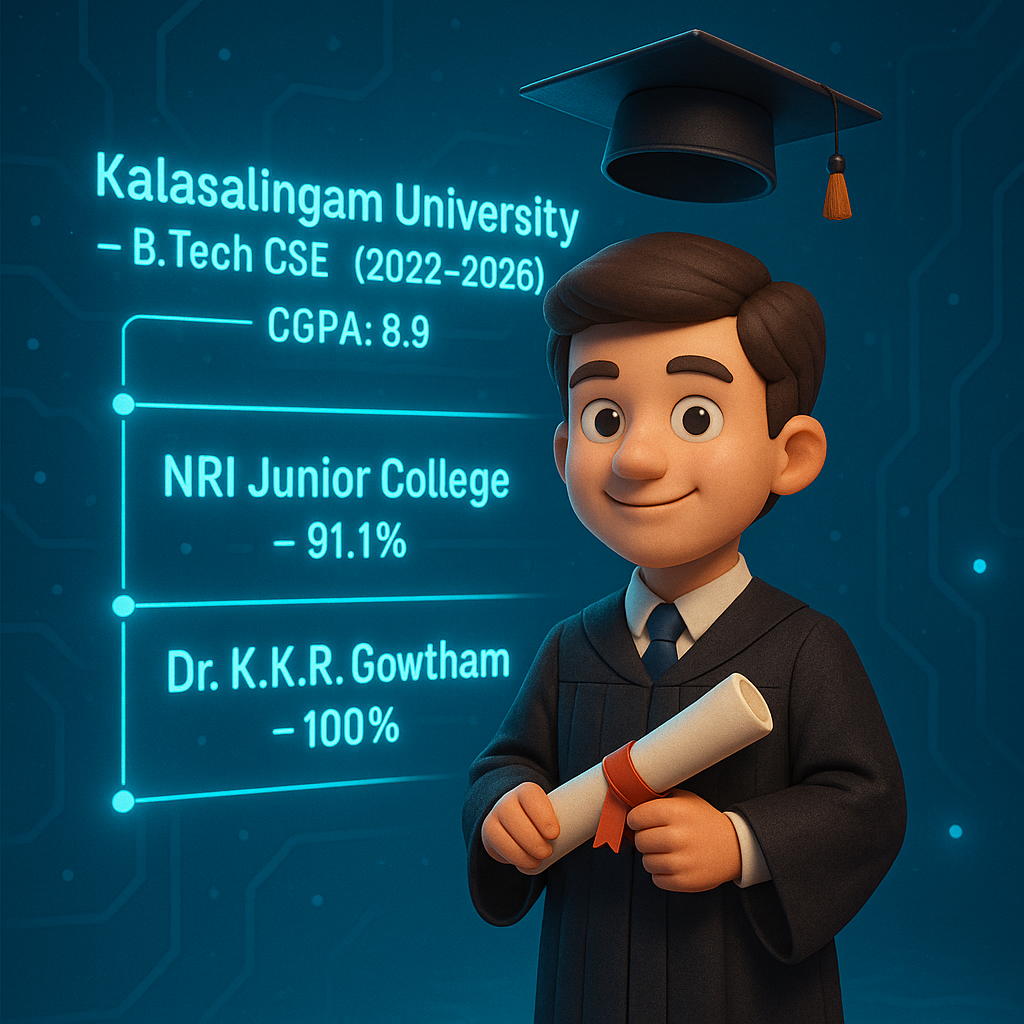 Kalasalingam University
– B.Tech CSE (2022–2026)
CGPA: 8.9
NRI Junior College
– 91.1%
Dr. K.K.R. Gowtham
– 100%